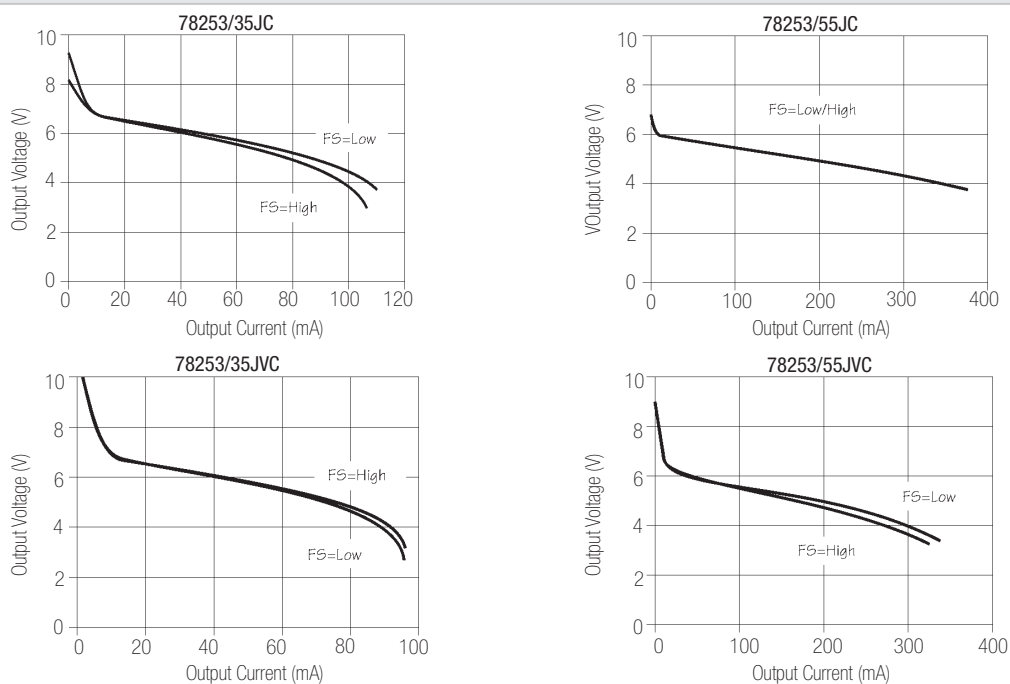 78253/35JC
10
8
6
4
2
0
Output Voltage (V)
FS=Low
FS=High
0 20 40 60 80 100 120
Output Current (mA)
78253/55JC
10
8
6
4
2
0
VOutput Voltage (V)
FS=Low/High
0 100 200 300 400
Output Current (mA)
78253/35JVC
10
8
6
4
2
0
Output Voltage (V)
FS=High
FS=Low
0 20 40 60 80 100
Output Current (mA)
78253/55JVC
10
8
6
4
2
0
Output Voltage (V)
FS=Low
FS=High
0 100 200 300 400
Output Current (mA)